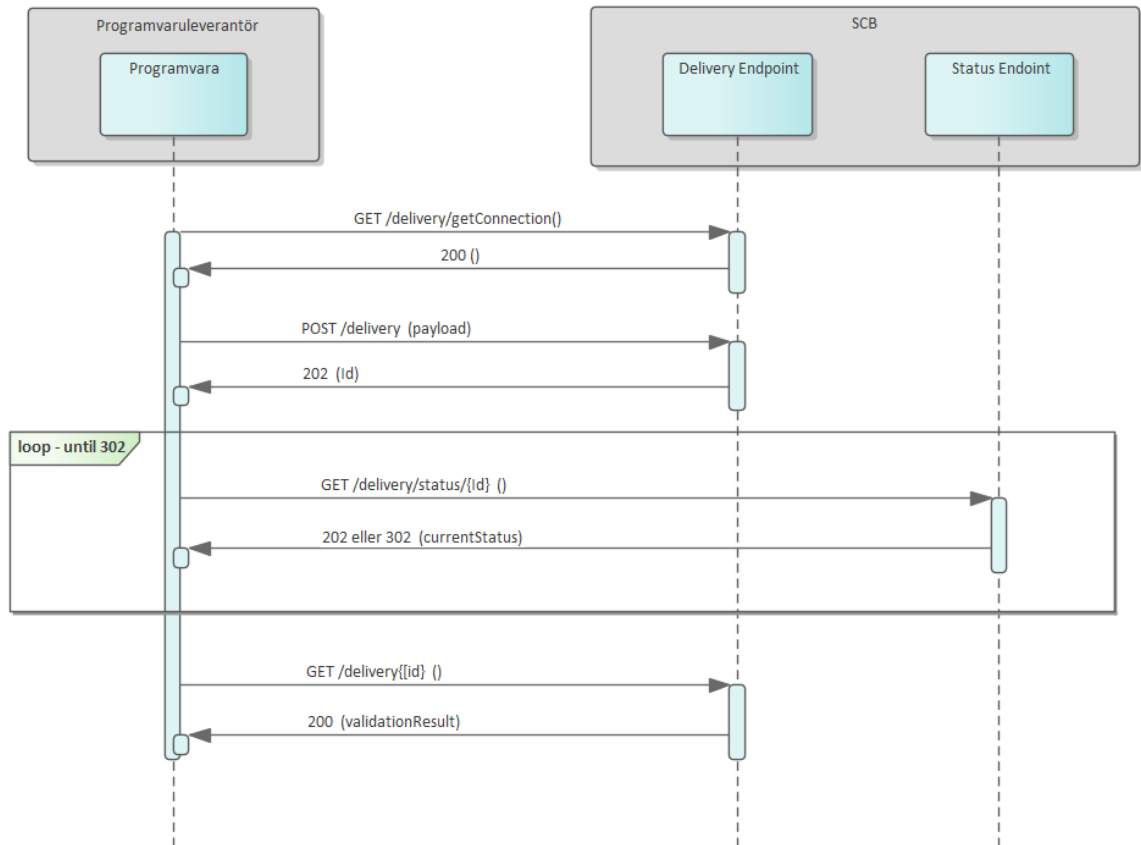 Programvaruleverantör
SCB
Programvara
Delivery Endpoint
Status Endoint
GET /delivery/getConnection()
200 ()
POST /delivery (payload)
202 (Id)
loop - until 302
GET /delivery/status/{Id} ()
202 eller 302 (currentStatus)
GET /delivery{[id} ()
200 (validationResult)